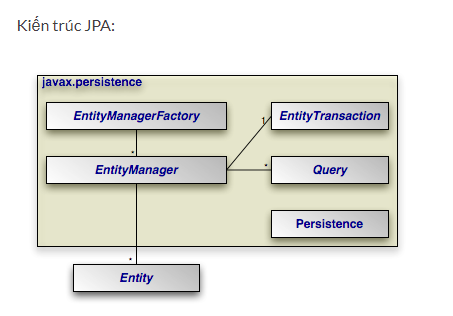 Kiến trúc JPA:
javax.persistence
EntityManagerFactory
EntityTransaction
1
*
EntityManager
*
Query
Persistence
*
Entity